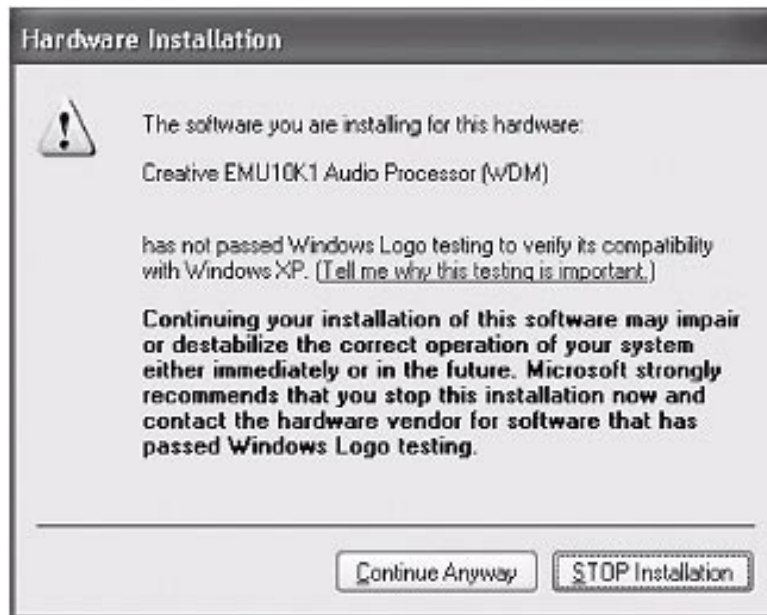 Hardware Installation
The software you are installing for this hardware:
Creative EMU10K1 Audio Processor (WDM)
has not passed Windows Logo testing to verify its compatibility
with Windows XP. (Tell me why this testing is important.)
Continuing your installation of this software may impair
or destabilize the correct operation of your system
either immediately or in the future. Microsoft strongly
recommends that you stop this installation now and
contact the hardware vendor for software that has
passed Windows Logo testing.
Continue Anyway
STOP Installation